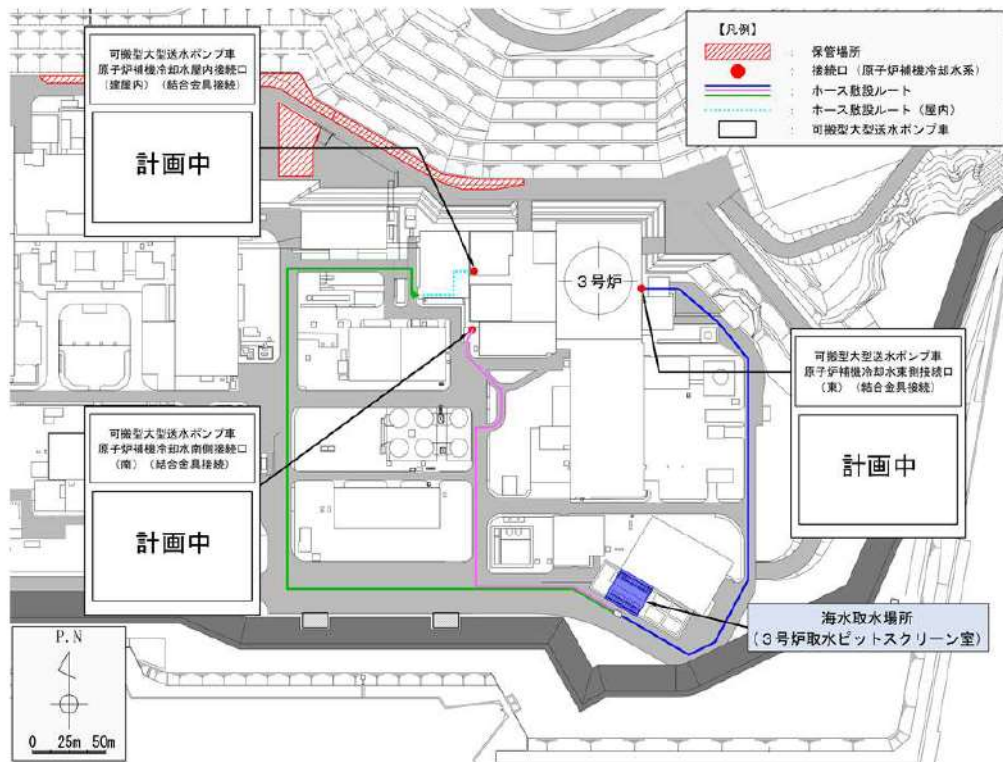 可搬型大型送水ポンプ車
原子炉補機冷却水屋内接続口
(建屋内)(結合金具接続)
計画中
【凡例】
: 保管場所
: 接続口(原子炉補機冷却水系)
: ホース敷設ルート
: ホース敷設ルート(屋内)
: 可搬型大型送水ポンプ車
3号炉
可搬型大型送水ポンプ車
原子炉補機冷却水東側接続口
(東)(結合金具接続)
計画中
可搬型大型送水ポンプ車
原子炉補機冷却水南側接続口
(南)(結合金具接続)
計画中
海水取水場所
(3号炉取水ピットスクリーン室)
P.N
0 25m 50m